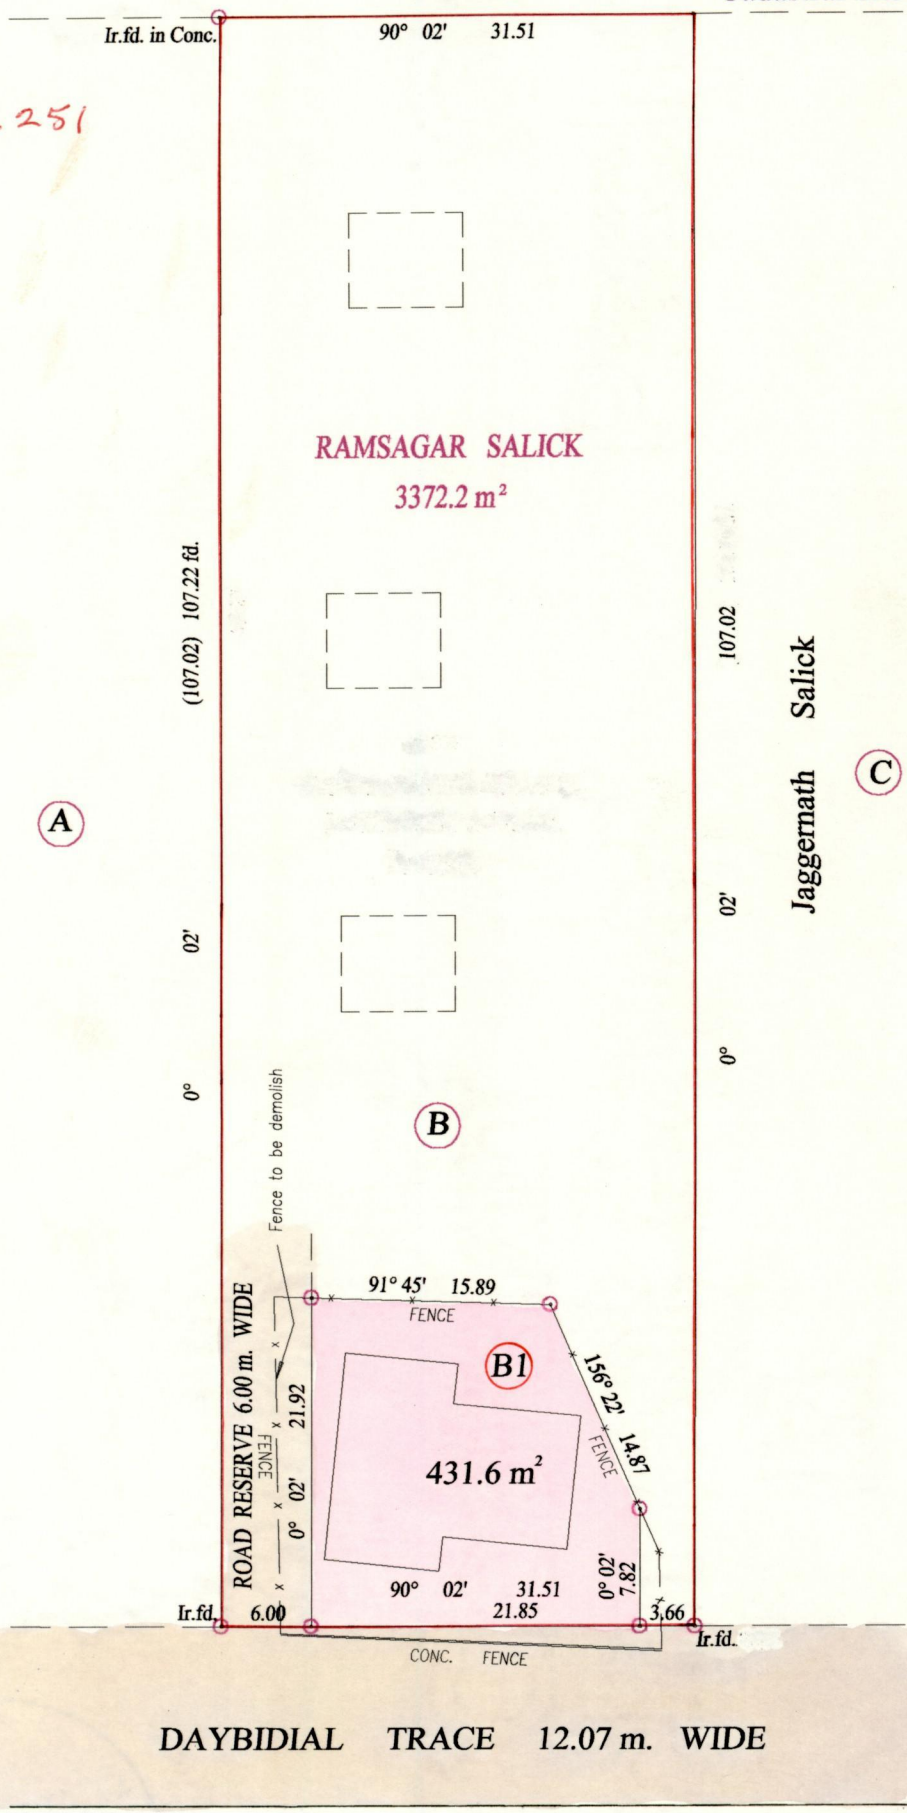 Ir.fd. in Conc.
90° 02' 31.51
251
RAMSAGAR SALICK
3372.2 m²
(107.02) 107.22 fd.
02'
0°
107.02
02'
0°
Jaggernath Salick
A
C
B
Fence to be demolish
ROAD RESERVE 6.00 m. WIDE
FENCE
0° 02' 21.92
91° 45' 15.89
FENCE
B1
156° 22' 14.87
FENCE
431.6 m²
0° 02'
7.82
90° 02' 31.51
Ir.fd.
6.00
21.85
3.66
Ir.fd.
CONC. FENCE
DAYBIDIAL TRACE 12.07 m. WIDE